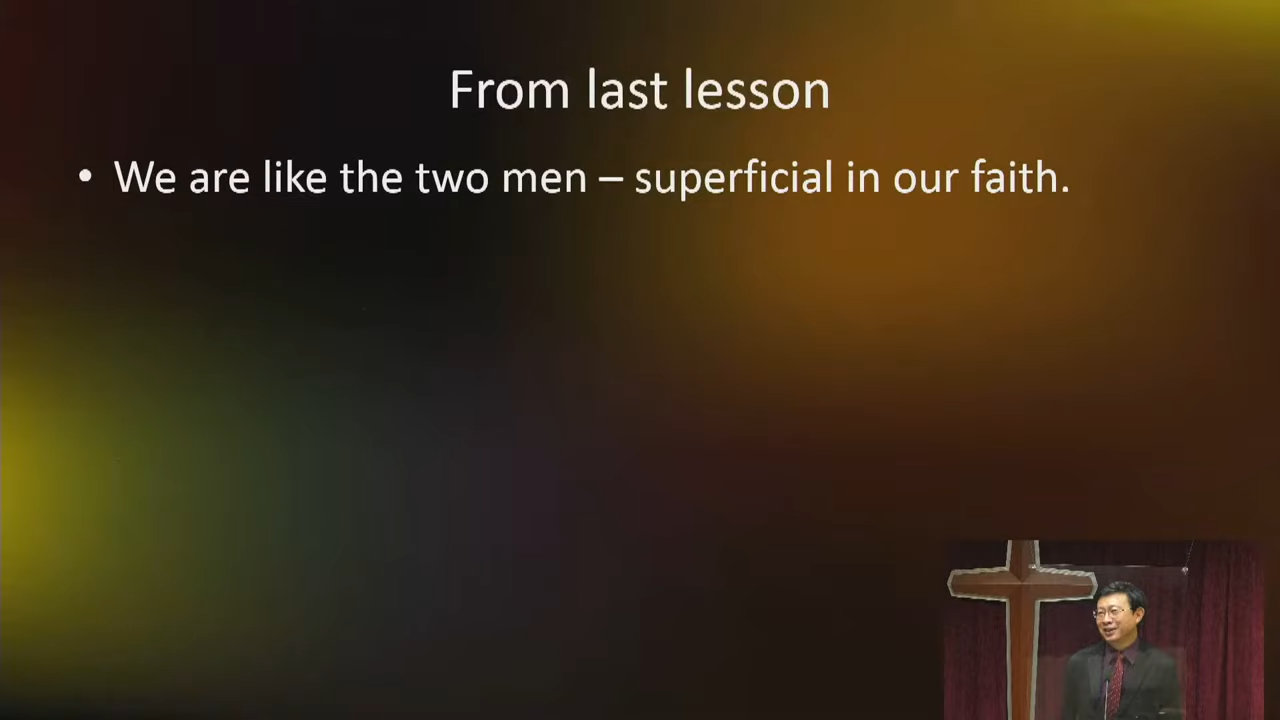 From last lesson
• We are like the two men – superficial in our faith.